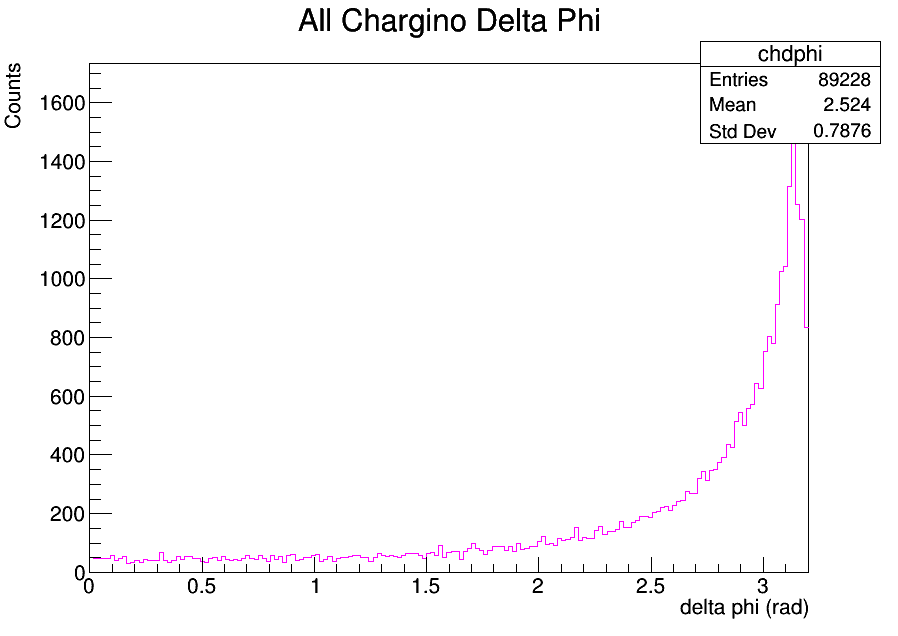 All Chargino Delta Phi
chdphi
Entries 89228
Mean 2.524
Std Dev 0.7876
Counts
1600
1400
1200
1000
800
600
400
200
0
0 0.5 1 1.5 2 2.5 3
delta phi (rad)